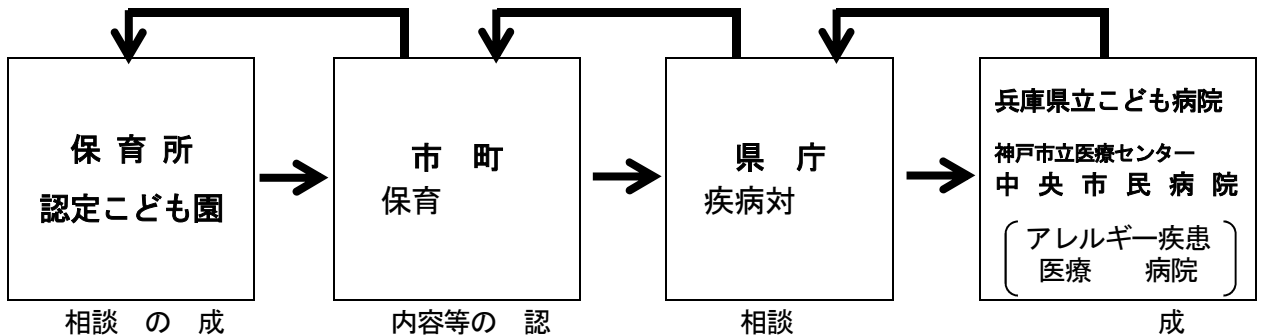 保 育 所
認定こども園
相談　の　成
市　町
保育
内容等の　認
県　庁
疾病対
相談
兵庫県立こども病院
神戸市立医療センター
中 央 市 民 病 院
アレルギー疾患
医療　　病院
成